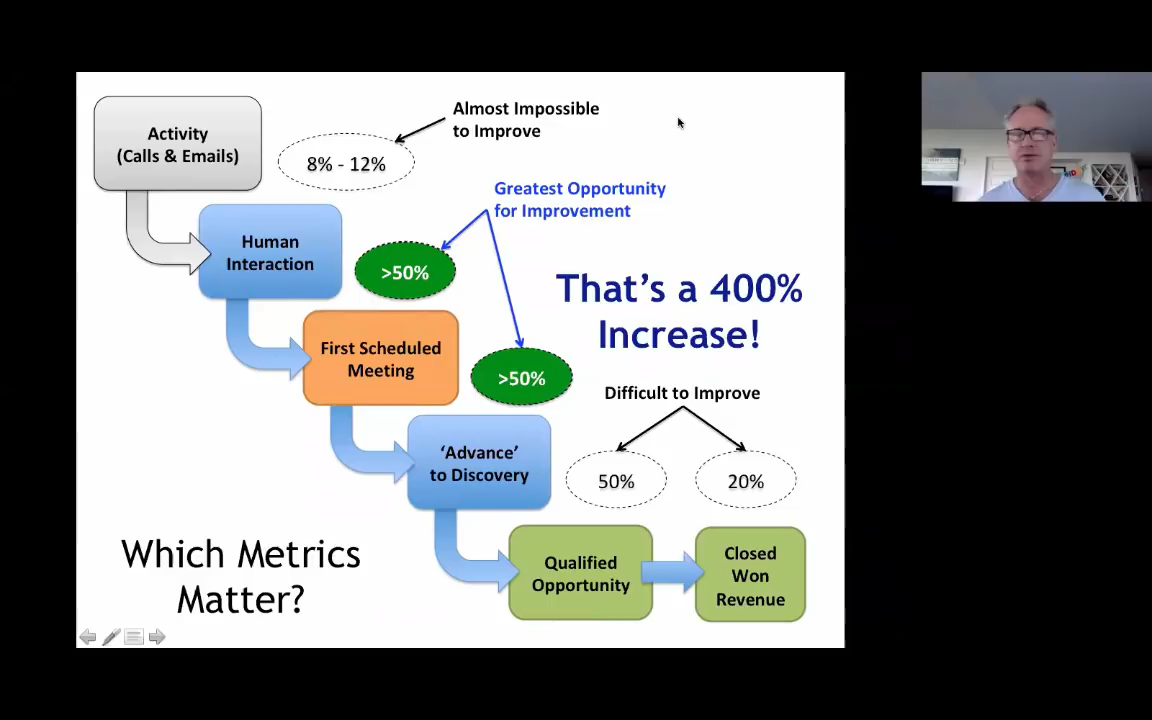 Activity
(Calls & Emails)
8% - 12%
Almost Impossible
to Improve
Greatest Opportunity
for Improvement
Human
Interaction
>50%
That's a 400%
Increase!
First Scheduled
Meeting
>50%
Difficult to Improve
'Advance'
to Discovery
50%
20%
Which Metrics
Matter?
Qualified
Opportunity
Closed
Won
Revenue